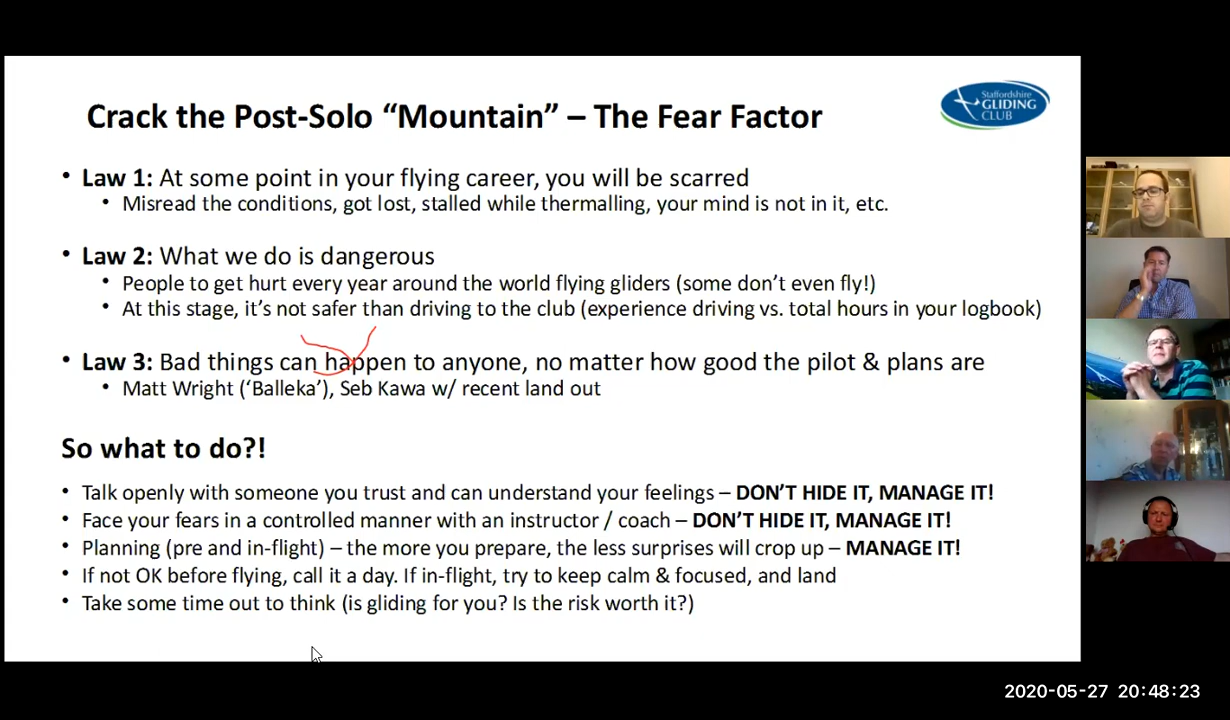 Crack the Post-Solo “Mountain” – The Fear Factor
Staffordshire
GLIDING
CLUB
• Law 1: At some point in your flying career, you will be scarred
• Misread the conditions, got lost, stalled while thermalling, your mind is not in it, etc.
• Law 2: What we do is dangerous
• People to get hurt every year around the world flying gliders (some don’t even fly!)
• At this stage, it’s not safer than driving to the club (experience driving vs. total hours in your logbook)
• Law 3: Bad things can happen to anyone, no matter how good the pilot & plans are
• Matt Wright (‘Balleka’), Seb Kawa w/ recent land out
So what to do?!
• Talk openly with someone you trust and can understand your feelings – DON’T HIDE IT, MANAGE IT!
• Face your fears in a controlled manner with an instructor / coach – DON’T HIDE IT, MANAGE IT!
• Planning (pre and in-flight) – the more you prepare, the less surprises will crop up – MANAGE IT!
• If not OK before flying, call it a day. If in-flight, try to keep calm & focused, and land
• Take some time out to think (is gliding for you? Is the risk worth it?)
2020-05-27 20:48:23